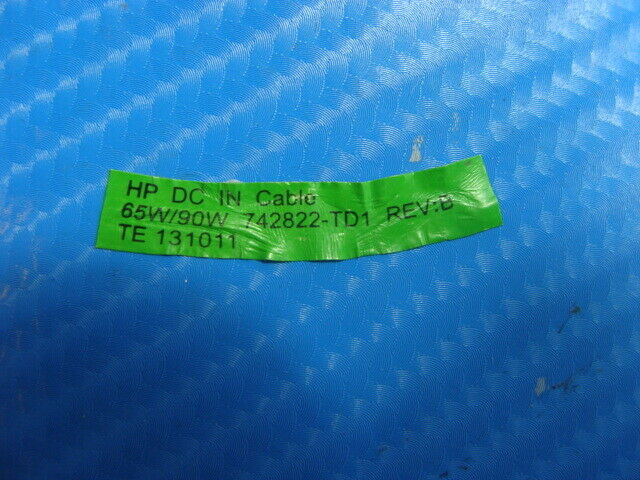 HP DC IN Cable
65W/90W 742822-TD1 REV:B
TE 131011